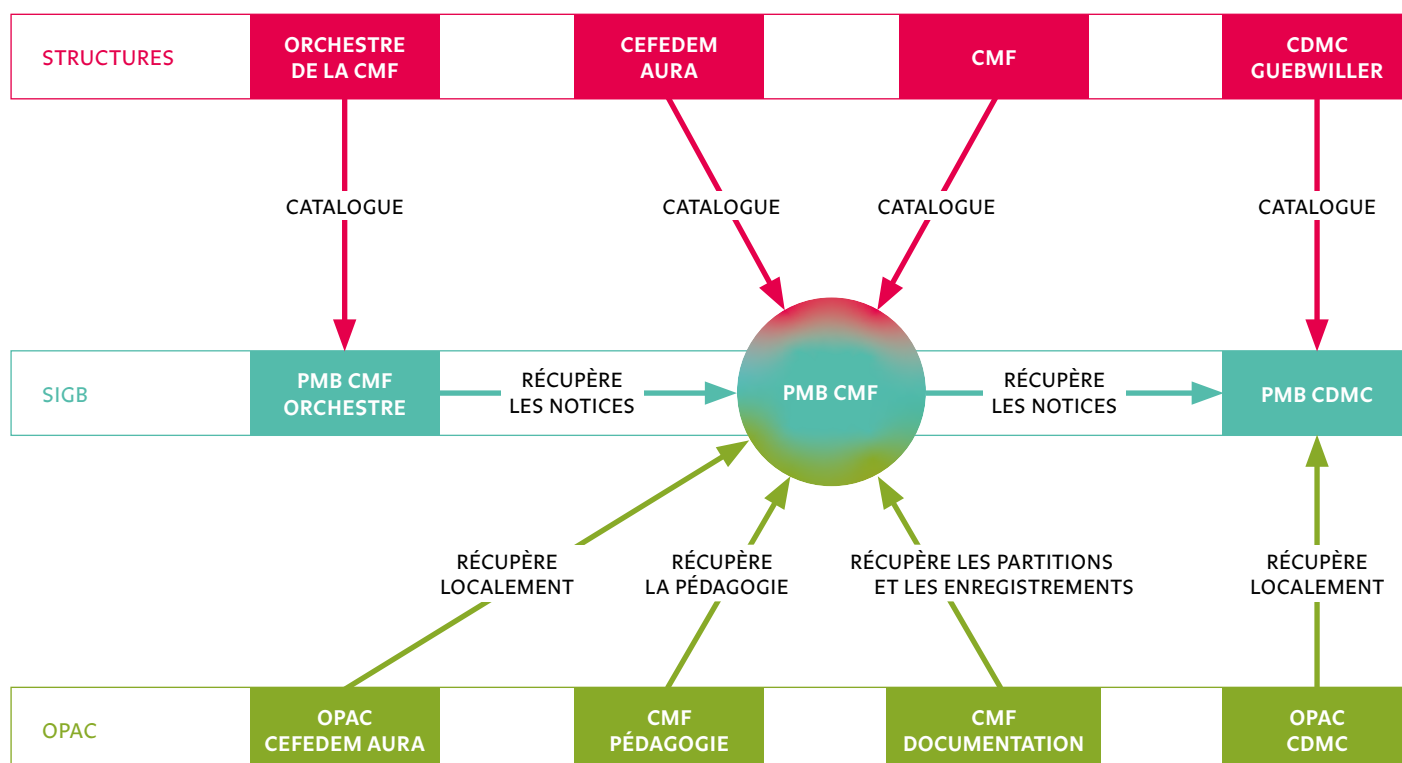 STRUCTURES
ORCHESTRE
DE LA CMF
CEFEDEM
AURA
CMF
CDMC
GUEBWILLER
CATALOGUE
CATALOGUE
CATALOGUE
CATALOGUE
SIGB
PMB CMF
ORCHESTRE
RÉCUPÈRE
LES NOTICES
PMB CMF
RÉCUPÈRE
LES NOTICES
PMB CDMC
RÉCUPÈRE
LOCALEMENT
RÉCUPÈRE
LA PÉDAGOGIE
RÉCUPÈRE LES PARTITIONS
ET LES ENREGISTREMENTS
RÉCUPÈRE
LOCALEMENT
OPAC
OPAC
CEFEDEM AURA
CMF
PÉDAGOGIE
CMF
DOCUMENTATION
OPAC
CDMC